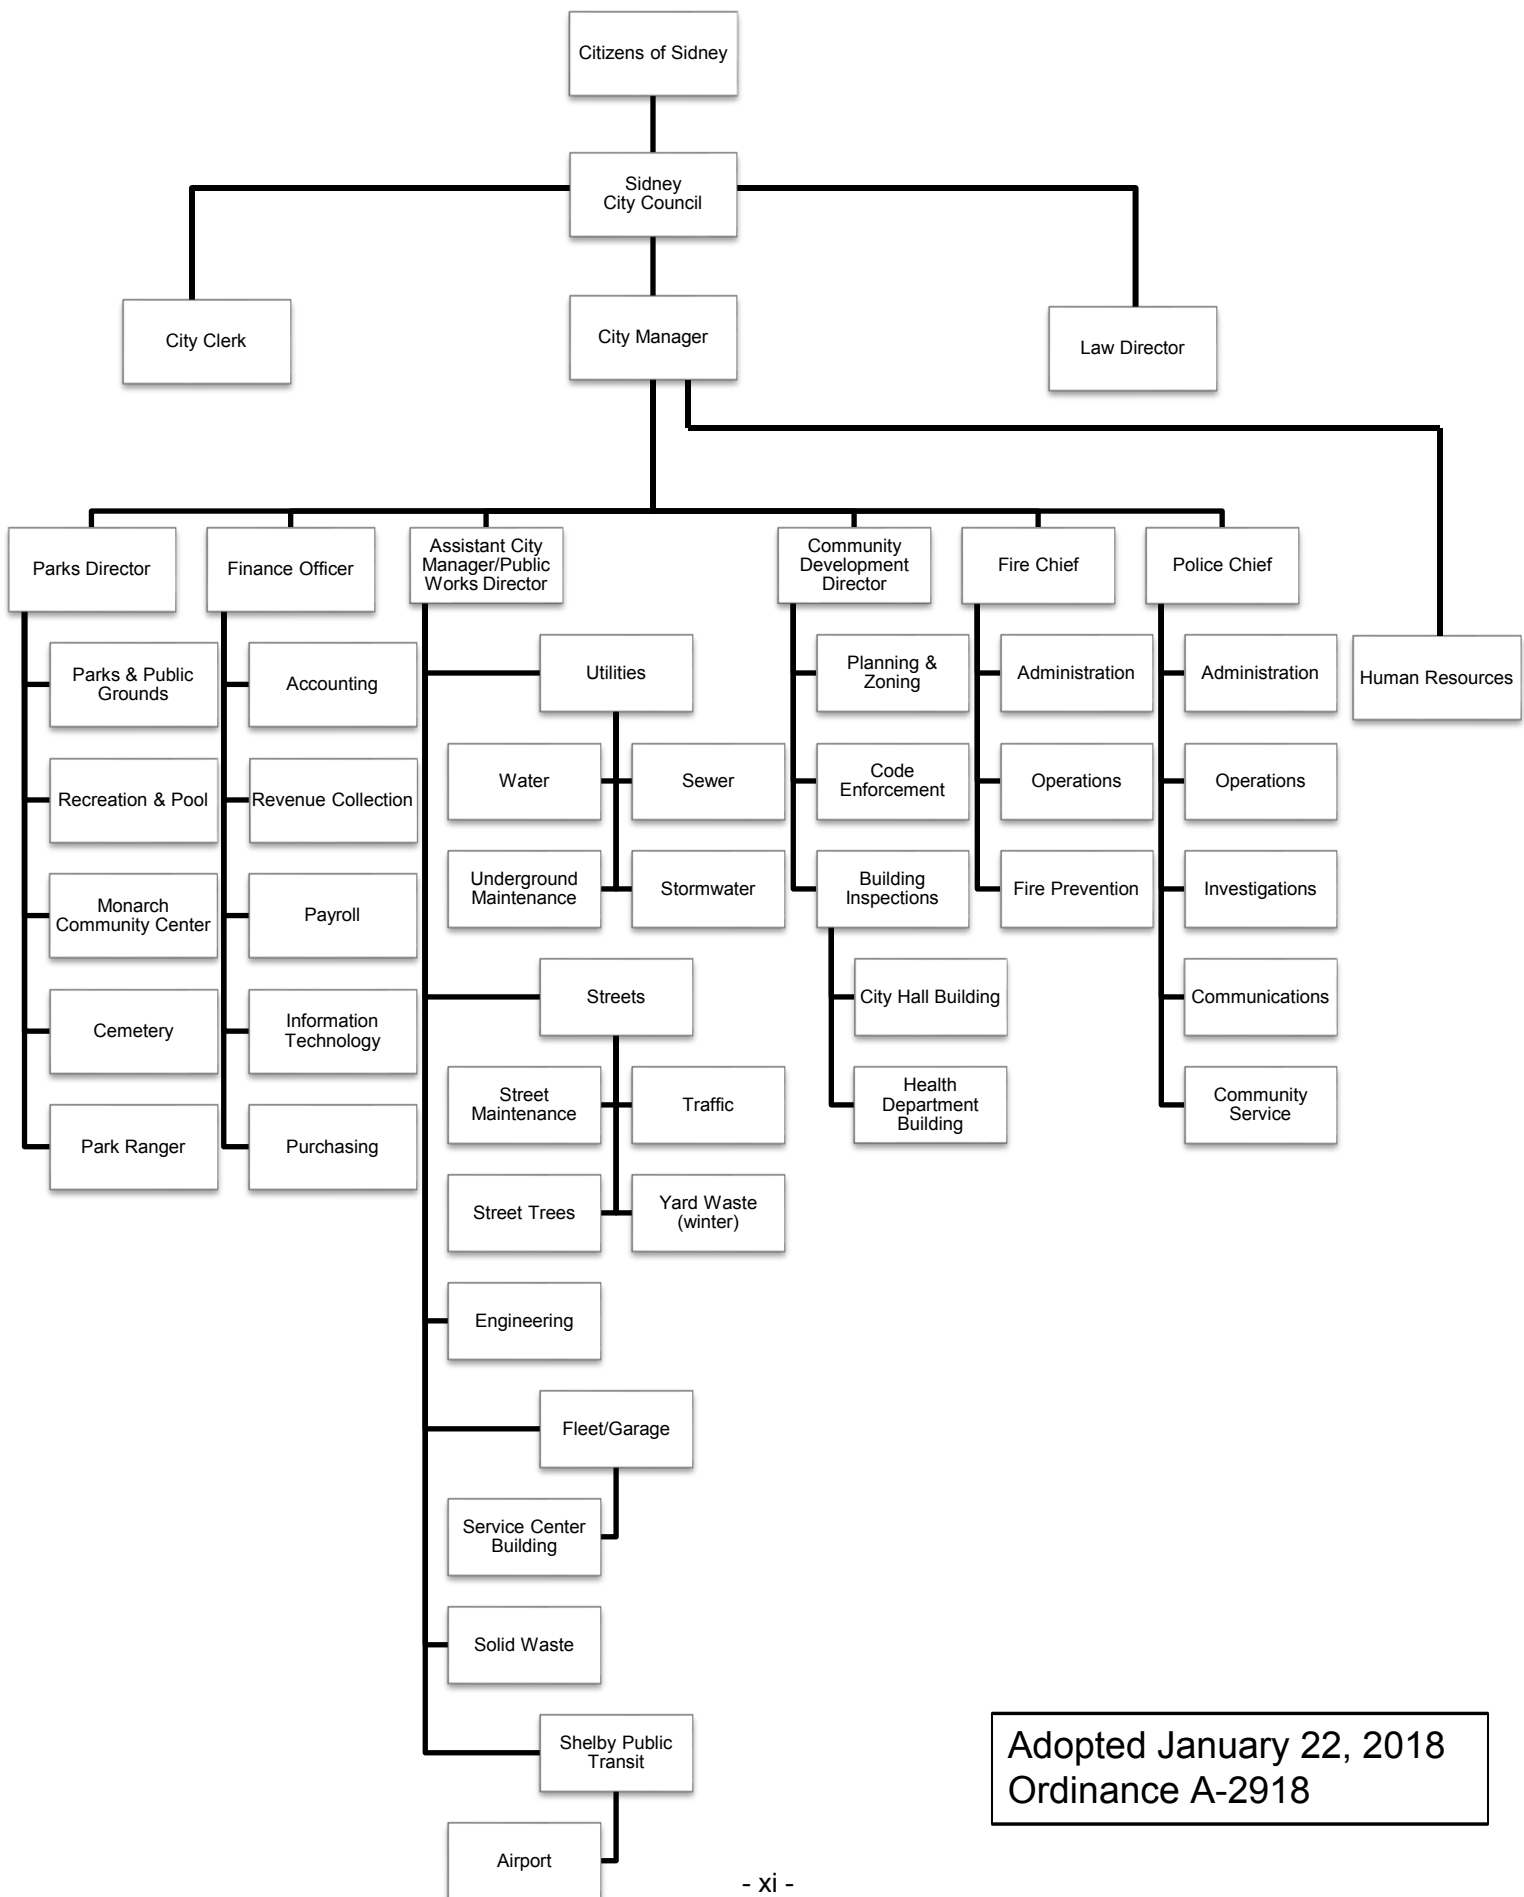 Citizens of Sidney
Sidney
City Council
City Clerk
City Manager
Law Director
Parks Director
Finance Officer
Assistant City
Manager/Public
Works Director
Community
Development
Director
Fire Chief
Police Chief
Human Resources
Parks & Public
Grounds
Recreation & Pool
Monarch
Community Center
Cemetery
Park Ranger
Accounting
Revenue Collection
Payroll
Information
Technology
Purchasing
Utilities
Water
Sewer
Underground
Maintenance
Stormwater
Streets
Street
Maintenance
Traffic
Street Trees
Yard Waste
(winter)
Engineering
Fleet/Garage
Service Center
Building
Solid Waste
Shelby Public
Transit
Airport
Planning &
Zoning
Code
Enforcement
Building
Inspections
City Hall Building
Health
Department
Building
Administration
Operations
Fire Prevention
Administration
Operations
Investigations
Communications
Community
Service
Adopted January 22, 2018
Ordinance A-2918
- xi -